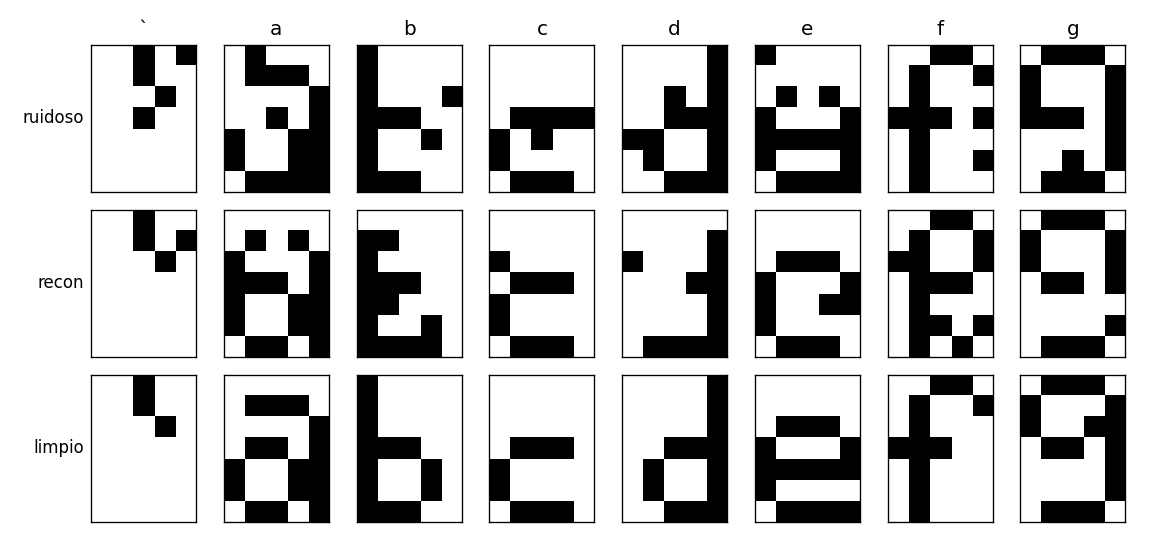 ` a b c d e f g
ruidoso
recon
limpio